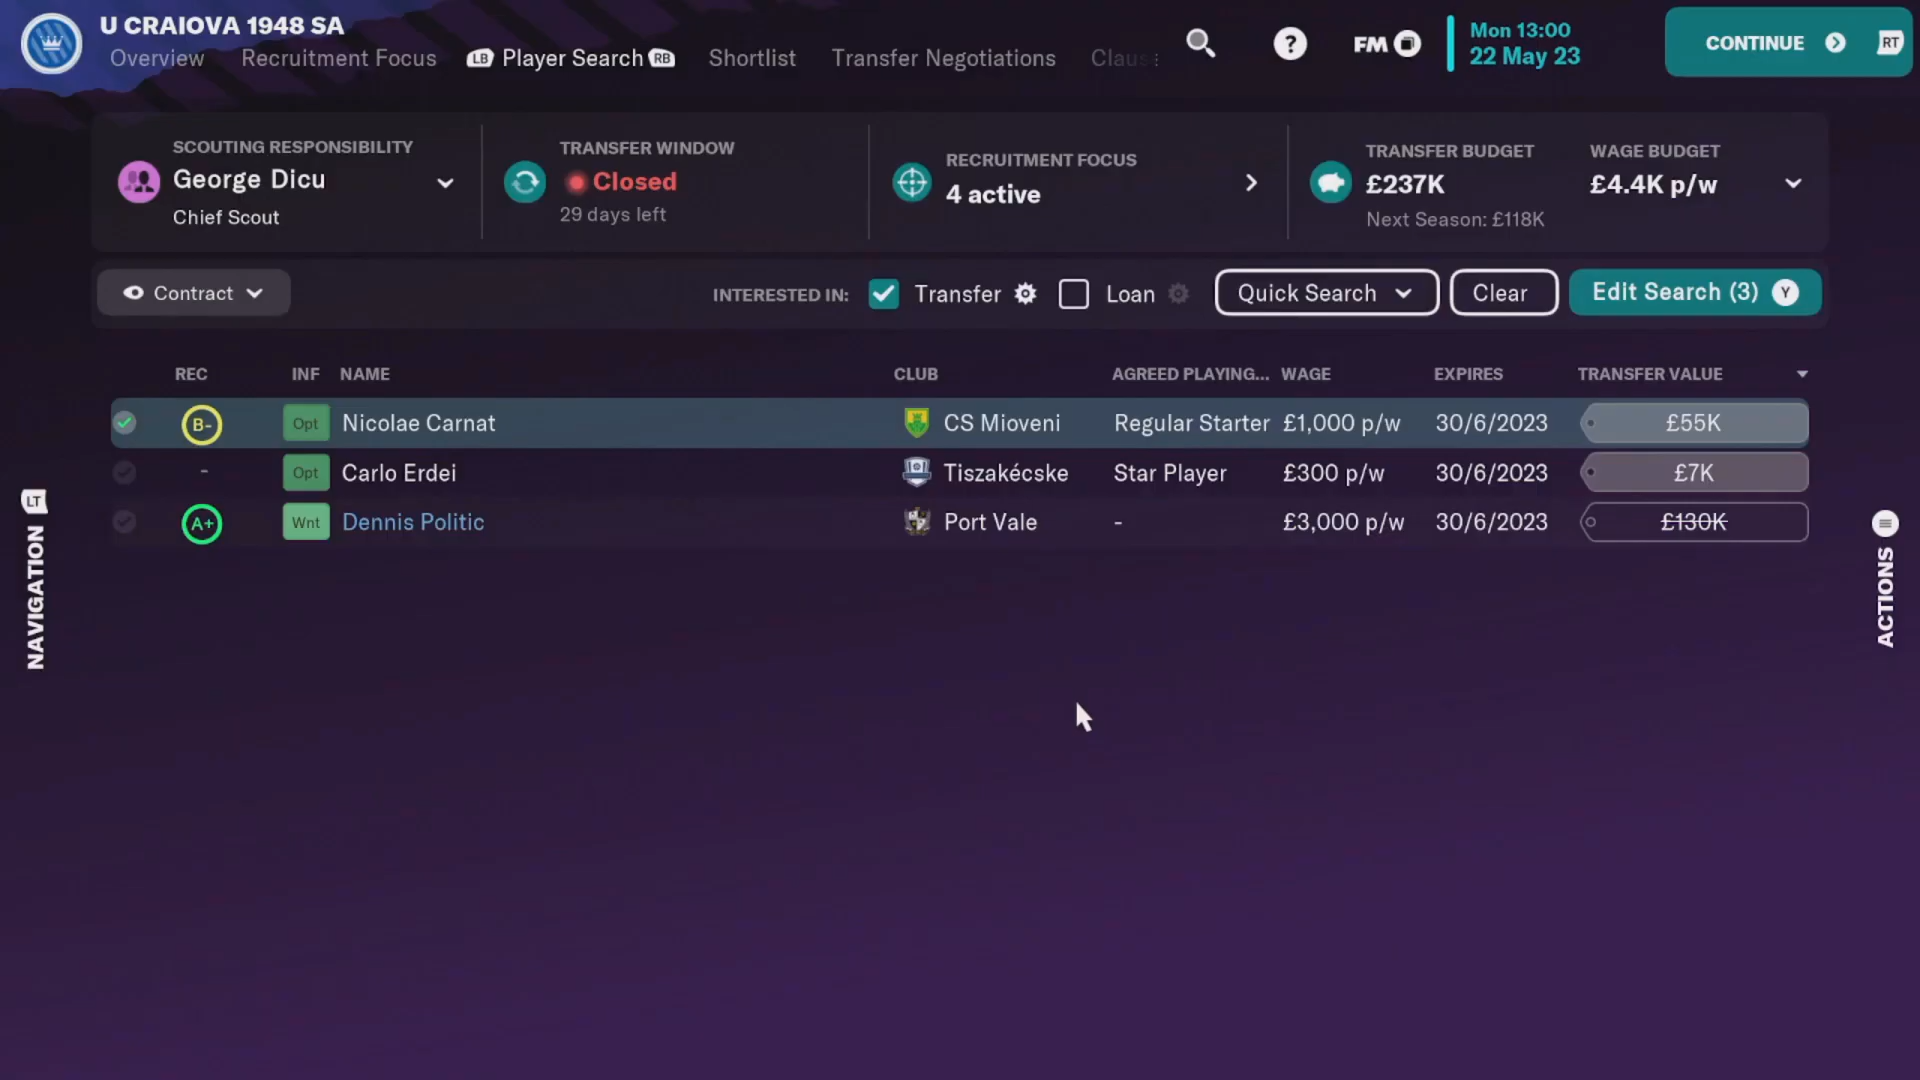 U CRAIOVA 1948 SA
Overview Recruitment Focus LB Player Search RB Shortlist Transfer Negotiations Claus
? FM Mon 13:00
22 May 23
CONTINUE RT
SCOUTING RESPONSIBILITY
George Dicu
Chief Scout
TRANSFER WINDOW
Closed
29 days left
RECRUITMENT FOCUS
4 active
TRANSFER BUDGET
£237K
Next Season: £118K
WAGE BUDGET
£4.4K p/w
Contract INTERESTED IN: Transfer Loan Quick Search Clear Edit Search (3) Y
REC INF NAME CLUB AGREED PLAYING... WAGE EXPIRES TRANSFER VALUE
B- Opt Nicolae Carnat CS Mioveni Regular Starter £1,000 p/w 30/6/2023 £55K
- Opt Carlo Erdei Tiszakécske Star Player £300 p/w 30/6/2023 £7K
A+ Wnt Dennis Politic Port Vale - £3,000 p/w 30/6/2023 £130K
LT
NAVIGATION
ACTIONS